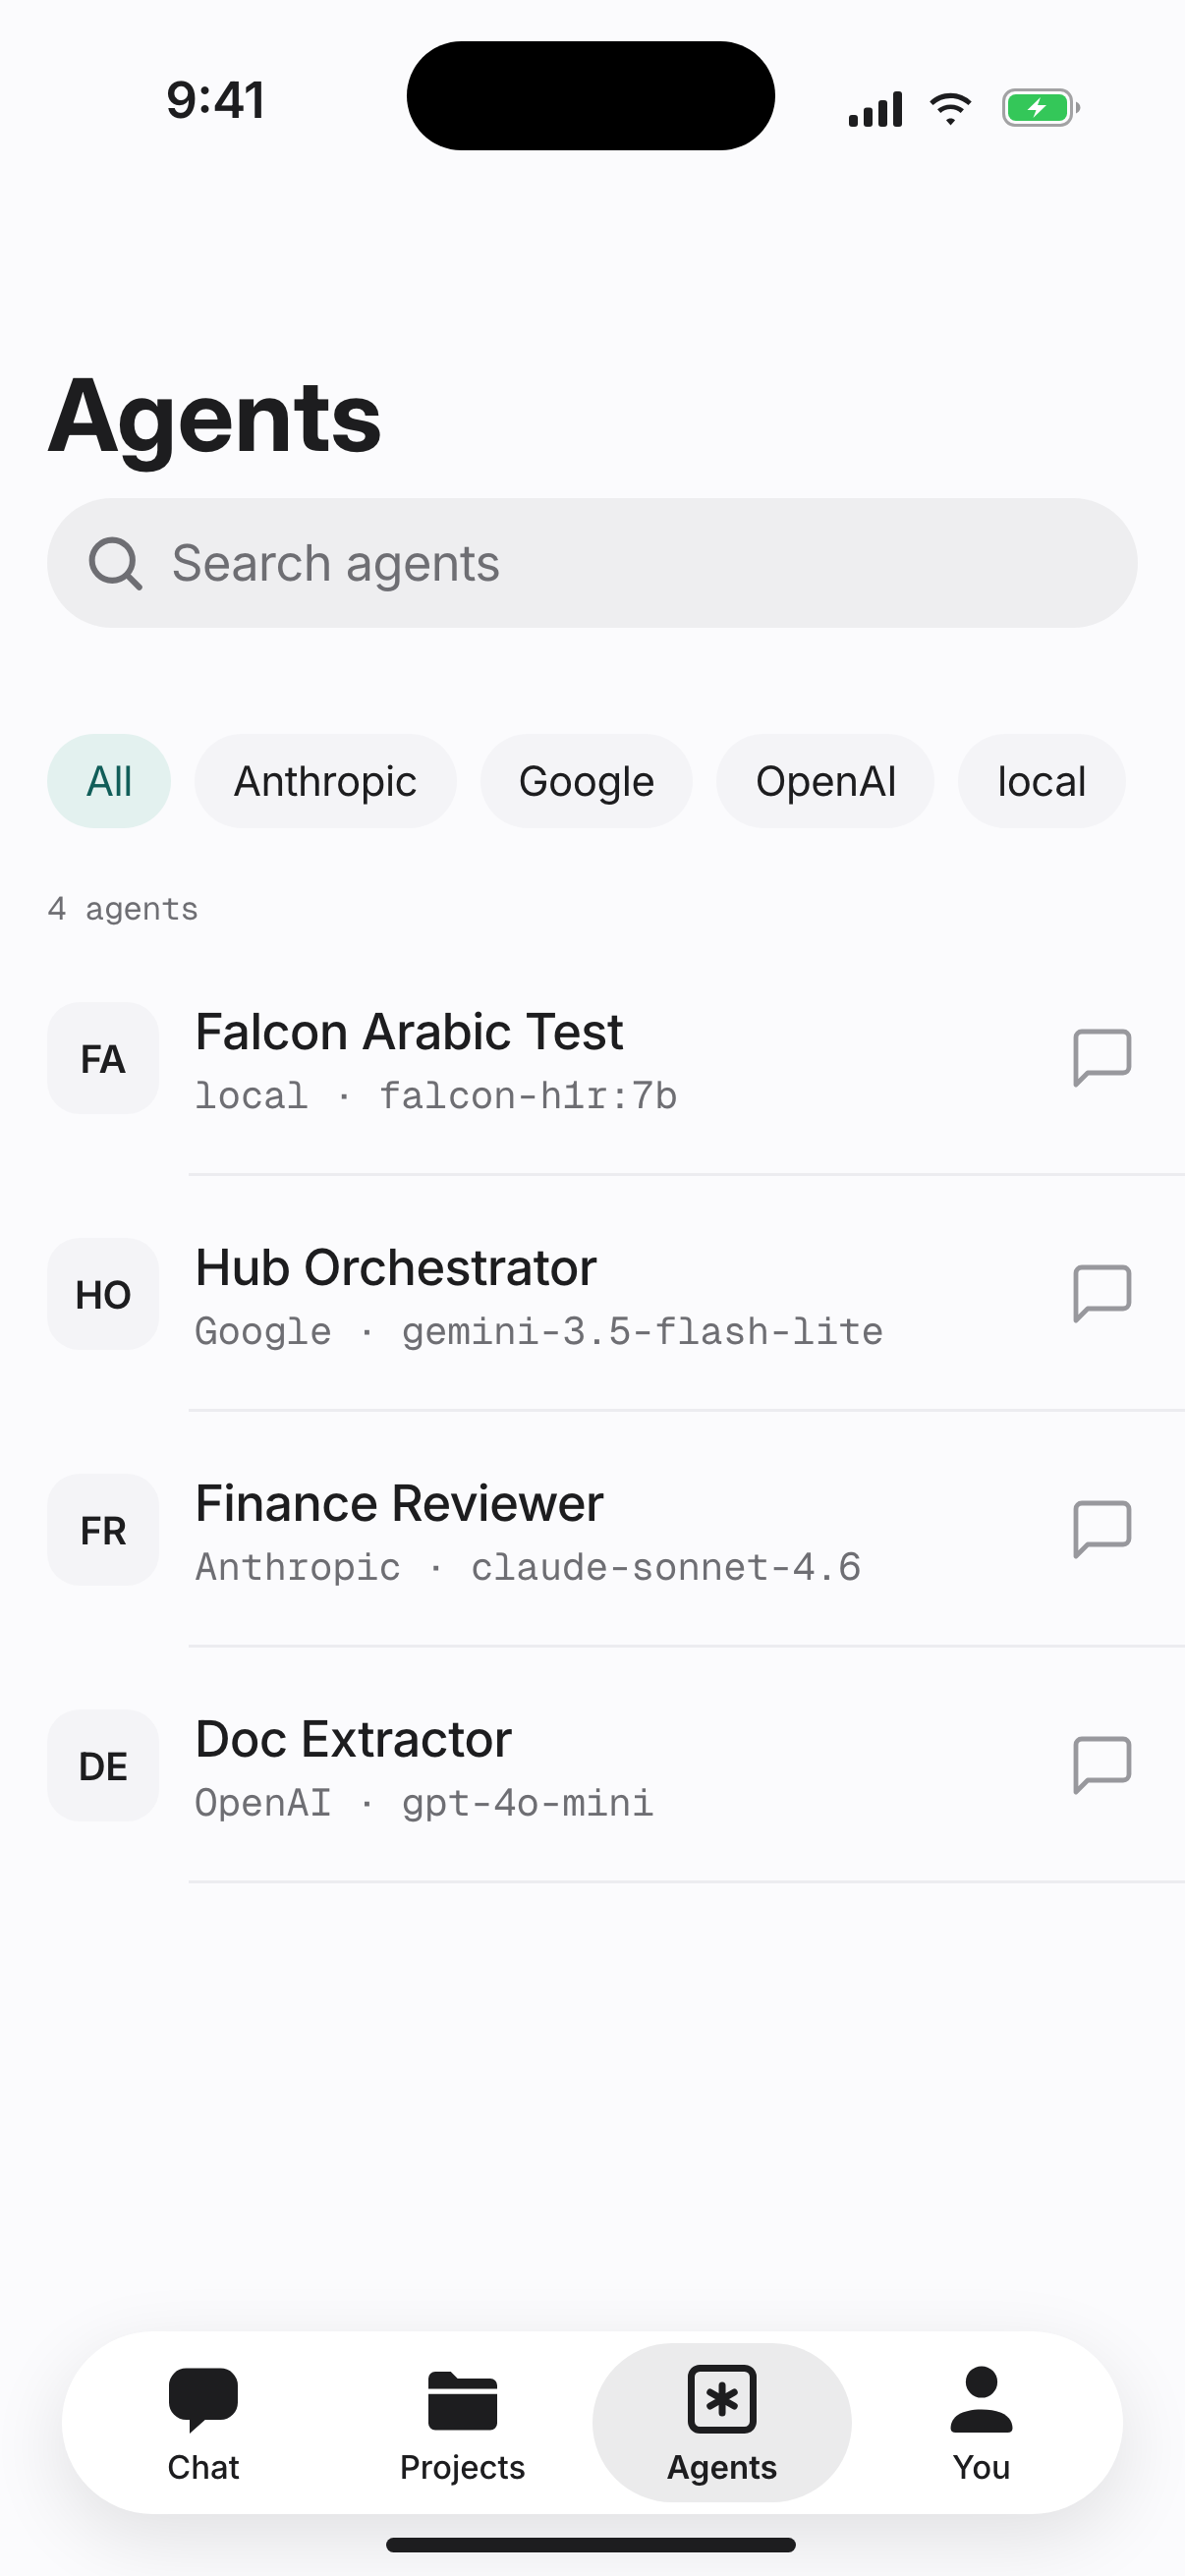 9:41
Agents
Search agents
All Anthropic Google OpenAI local
4 agents
FA
Falcon Arabic Test
local · falcon-h1r:7b
HO
Hub Orchestrator
Google · gemini-3.5-flash-lite
FR
Finance Reviewer
Anthropic · claude-sonnet-4.6
DE
Doc Extractor
OpenAI · gpt-4o-mini
Chat Projects Agents You